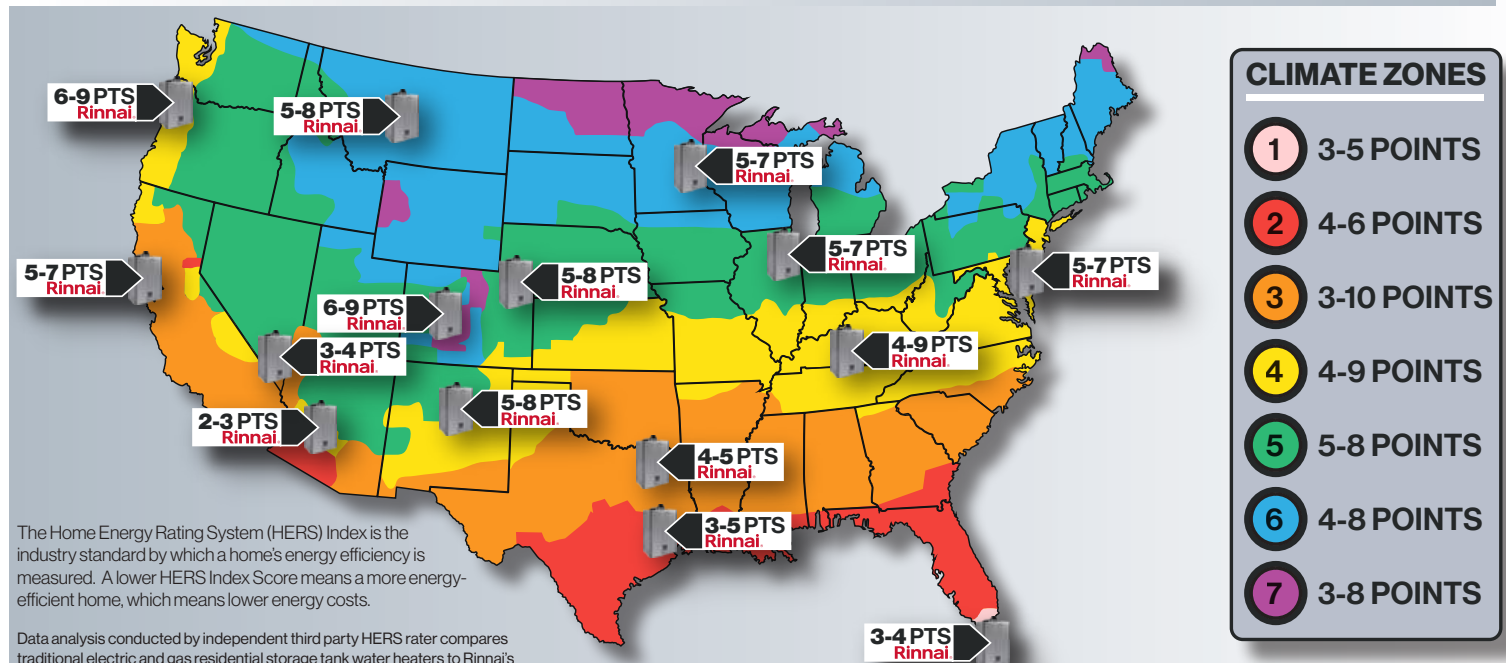 6-9 PTS
Rinnai®
5-8 PTS
Rinnai®
5-7 PTS
Rinnai®
5-7 PTS
Rinnai®
5-7 PTS
Rinnai®
5-8 PTS
Rinnai®
5-7 PTS
Rinnai®
6-9 PTS
Rinnai®
3-4 PTS
Rinnai®
4-9 PTS
Rinnai®
2-3 PTS
Rinnai®
5-8 PTS
Rinnai®
4-5 PTS
Rinnai®
3-5 PTS
Rinnai®
3-4 PTS
Rinnai®
The Home Energy Rating System (HERS) Index is the
industry standard by which a home's energy efficiency is
measured. A lower HERS Index Score means a more energy-
efficient home, which means lower energy costs.
Data analysis conducted by independent third party HERS rater compares
traditional electric and gas residential storage tank water heaters to Rinnai's
CLIMATE ZONES
1 3-5 POINTS
2 4-6 POINTS
3 3-10 POINTS
4 4-9 POINTS
5 5-8 POINTS
6 4-8 POINTS
7 3-8 POINTS